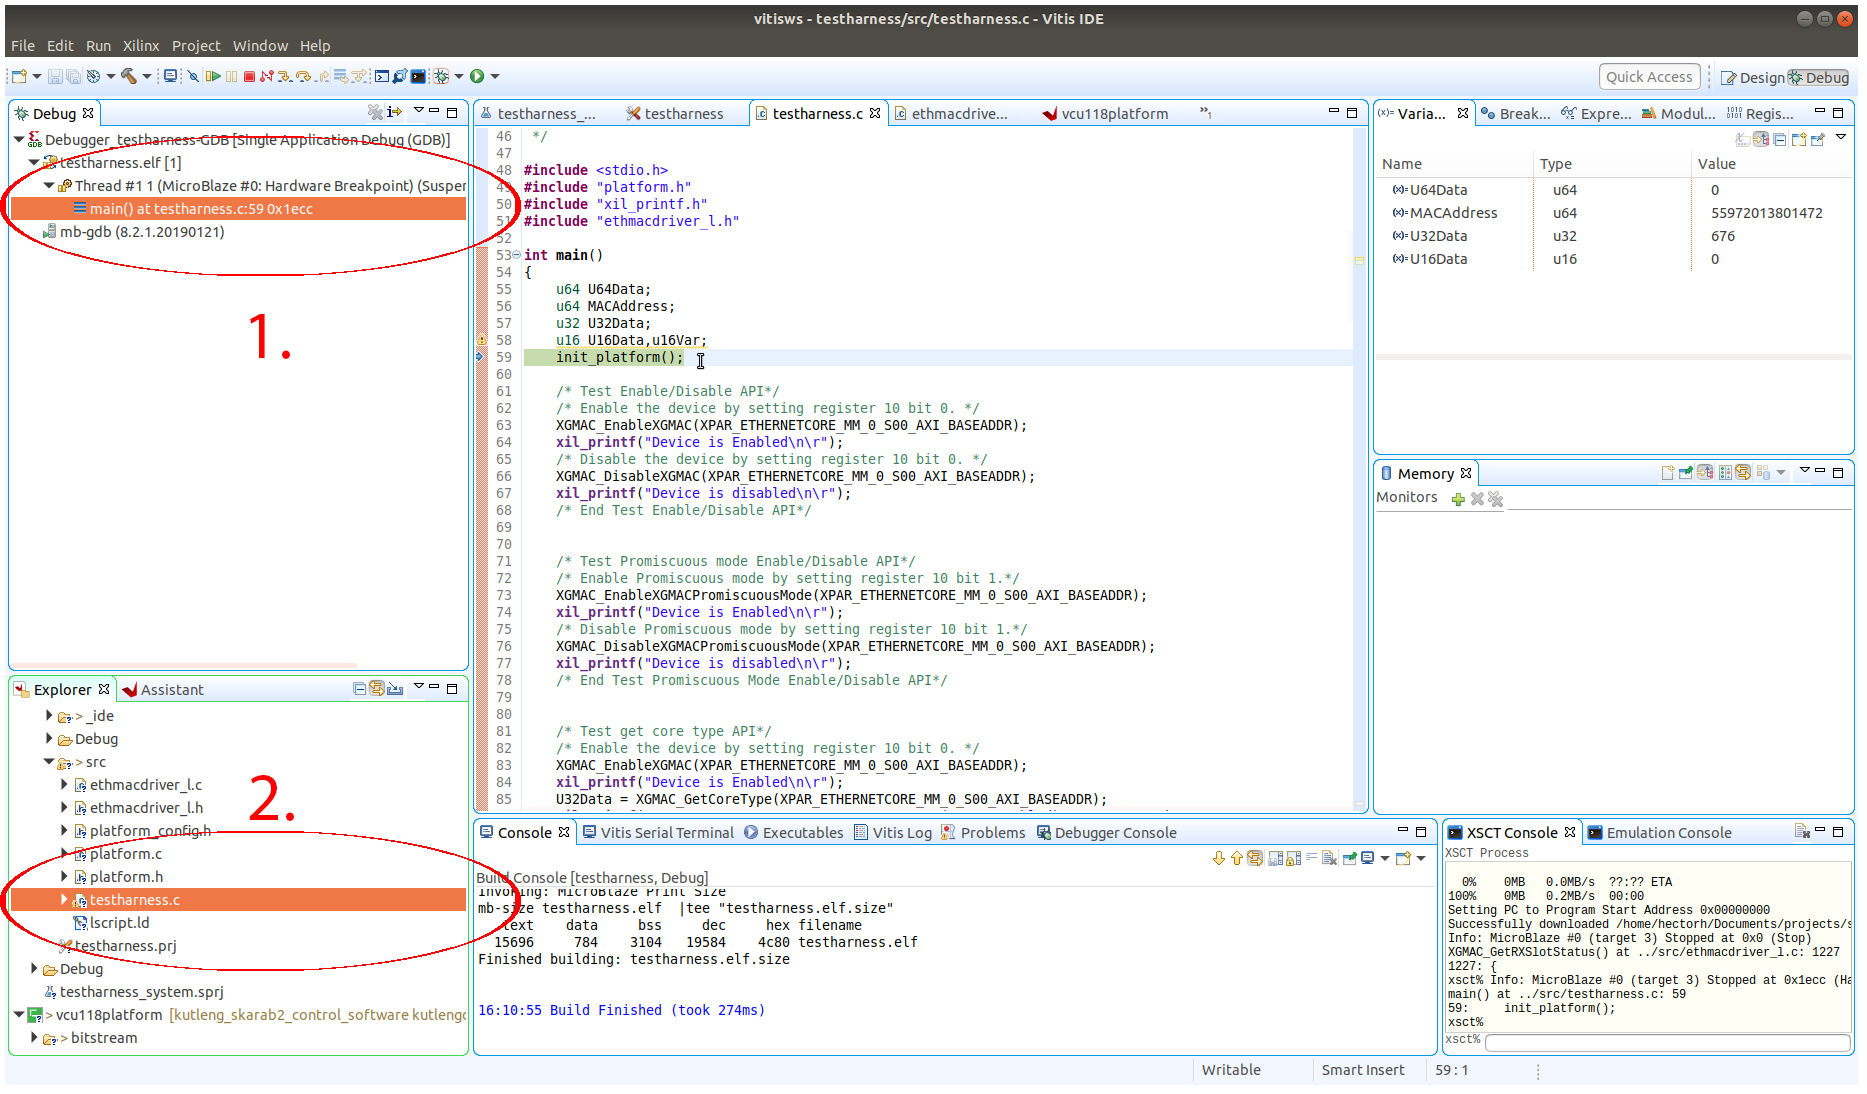 vitisws - testharness/src/testharness.c - Vitis IDE
File Edit Run Xilinx Project Window Help
Quick Access Design Debug
Debug
Debugger_testharness-GDB [Single Application Debug (GDB)]
testharness.elf [1]
Thread #1 1 (MicroBlaze #0: Hardware Breakpoint) (Suspen
main() at testharness.c:59 0x1ecc
mb-gdb (8.2.1.20190121)
1.
Explorer Assistant
> _ide
Debug
> src
ethmacdriver_l.c
ethmacdriver_l.h
2.
platform_config.h
platform.c
platform.h
testharness.c
lscript.ld
testharness.prj
Debug
testharness_system.sprj
> vcu118platform [kutleng_skarab2_control_software kutleng
> bitstream
testharness_... testharness testharness.c ethmacdrive... vcu118platform »1
46 */
47
48 #include <stdio.h>
49 #include "platform.h"
50 #include "xil_printf.h"
51 #include "ethmacdriver_l.h"
52
53 int main()
54 {
55 u64 U64Data;
56 u64 MACAddress;
57 u32 U32Data;
58 u16 U16Data,u16Var;
59 init_platform();
60
61 /* Test Enable/Disable API*/
62 /* Enable the device by setting register 10 bit 0. */
63 XGMAC_EnableXGMAC(XPAR_ETHERNETCORE_MM_0_S00_AXI_BASEADDR);
64 xil_printf("Device is Enabled\n\r");
65 /* Disable the device by setting register 10 bit 0. */
66 XGMAC_DisableXGMAC(XPAR_ETHERNETCORE_MM_0_S00_AXI_BASEADDR);
67 xil_printf("Device is disabled\n\r");
68 /* End Test Enable/Disable API*/
69
70
71 /* Test Promiscuous mode Enable/Disable API*/
72 /* Enable Promiscuous mode by setting register 10 bit 1.*/
73 XGMAC_EnableXGMACPromiscuousMode(XPAR_ETHERNETCORE_MM_0_S00_AXI_BASEADDR);
74 xil_printf("Device is Enabled\n\r");
75 /* Disable Promiscuous mode by setting register 10 bit 1.*/
76 XGMAC_DisableXGMACPromiscuousMode(XPAR_ETHERNETCORE_MM_0_S00_AXI_BASEADDR);
77 xil_printf("Device is disabled\n\r");
78 /* End Test Promiscuous Mode Enable/Disable API*/
79
80
81 /* Test get core type API*/
82 /* Enable the device by setting register 10 bit 0. */
83 XGMAC_EnableXGMAC(XPAR_ETHERNETCORE_MM_0_S00_AXI_BASEADDR);
84 xil_printf("Device is Enabled\n\r");
85 U32Data = XGMAC_GetCoreType(XPAR_ETHERNETCORE_MM_0_S00_AXI_BASEADDR);
Varia... Break... Expre... Modul... Regis...
Name Type Value
U64Data u64 0
MACAddress u64 55972013801472
U32Data u32 676
U16Data u16 0
Memory
Monitors
Console Vitis Serial Terminal Executables Vitis Log Problems Debugger Console
Build Console [testharness, Debug]
Invoking: MicroBlaze Print Size
mb-size testharness.elf |tee "testharness.elf.size"
text data bss dec hex filename
15696 784 3104 19584 4c80 testharness.elf
Finished building: testharness.elf.size
16:10:55 Build Finished (took 274ms)
XSCT Console Emulation Console
XSCT Process
0% 0MB 0.0MB/s ??:?? ETA
100% 0MB 0.2MB/s 00:00
Setting PC to Program Start Address 0x00000000
Successfully downloaded /home/hectorh/Documents/projects/s
Info: MicroBlaze #0 (target 3) Stopped at 0x0 (Stop)
XGMAC_GetRXSlotStatus() at ../src/ethmacdriver_l.c: 1227
1227: {
xsct% Info: MicroBlaze #0 (target 3) Stopped at 0x1ecc (Ha
main() at ../src/testharness.c: 59
59: init_platform();
xsct%
xsct%
Writable Smart Insert 59 : 1